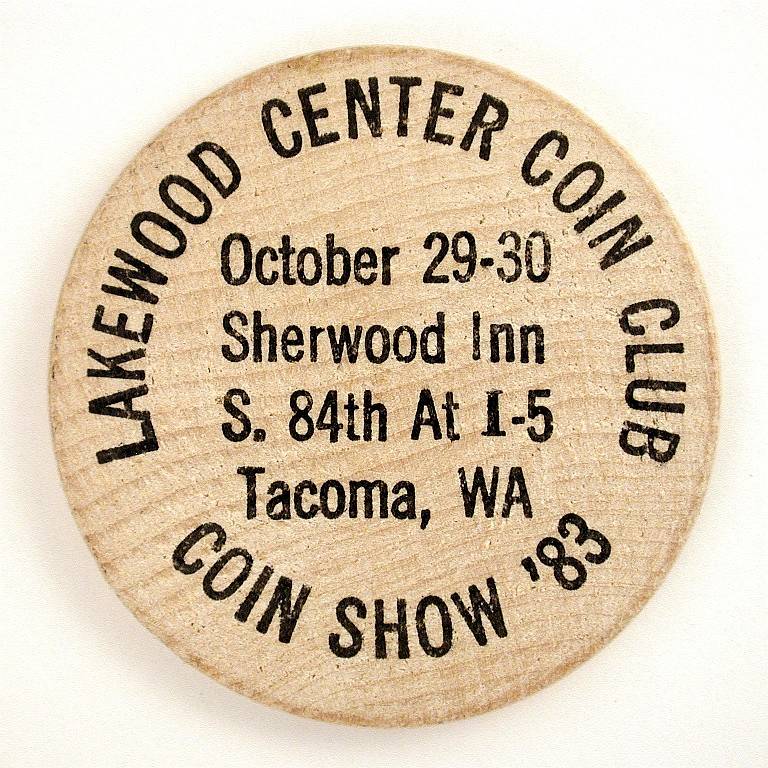 LAKEWOOD CENTER COIN CLUB
October 29-30
Sherwood Inn
S. 84th At I-5
Tacoma, WA
COIN SHOW '83